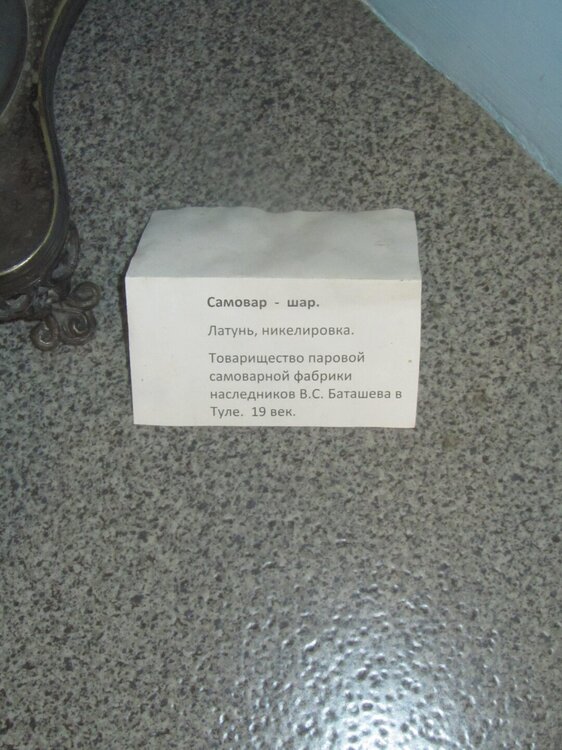 Самовар - шар.
Латунь, никелировка.
Товарищество паровой
самоварной фабрики
наследников В.С. Баташева в
Туле. 19 век.